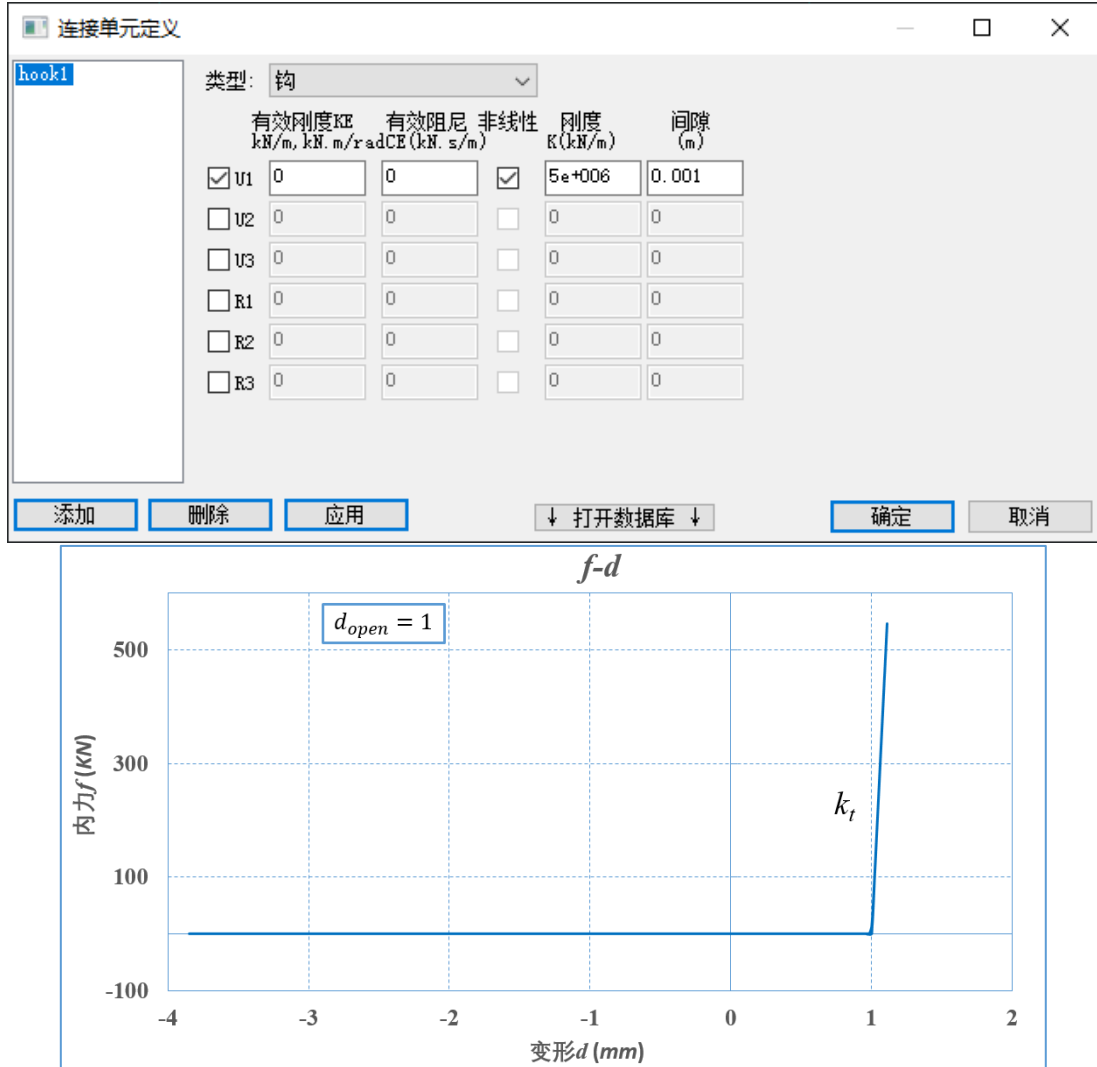 连接单元定义
hook1
类型: 钩
有效刚度KE 有效阻尼 非线性 刚度 间隙
kN/m,kN.m/rad CE(kN.s/m) K(kN/m) (m)
U1 0 0 5e+006 0.001
U2 0 0 0 0
U3 0 0 0 0
R1 0 0 0 0
R2 0 0 0 0
R3 0 0 0 0
添加 删除 应用 ↓ 打开数据库 ↓ 确定 取消
f-d
d_open = 1
500
300
100
-100
k_t
-4 -3 -2 -1 0 1 2
内力f (KN)
变形d (mm)